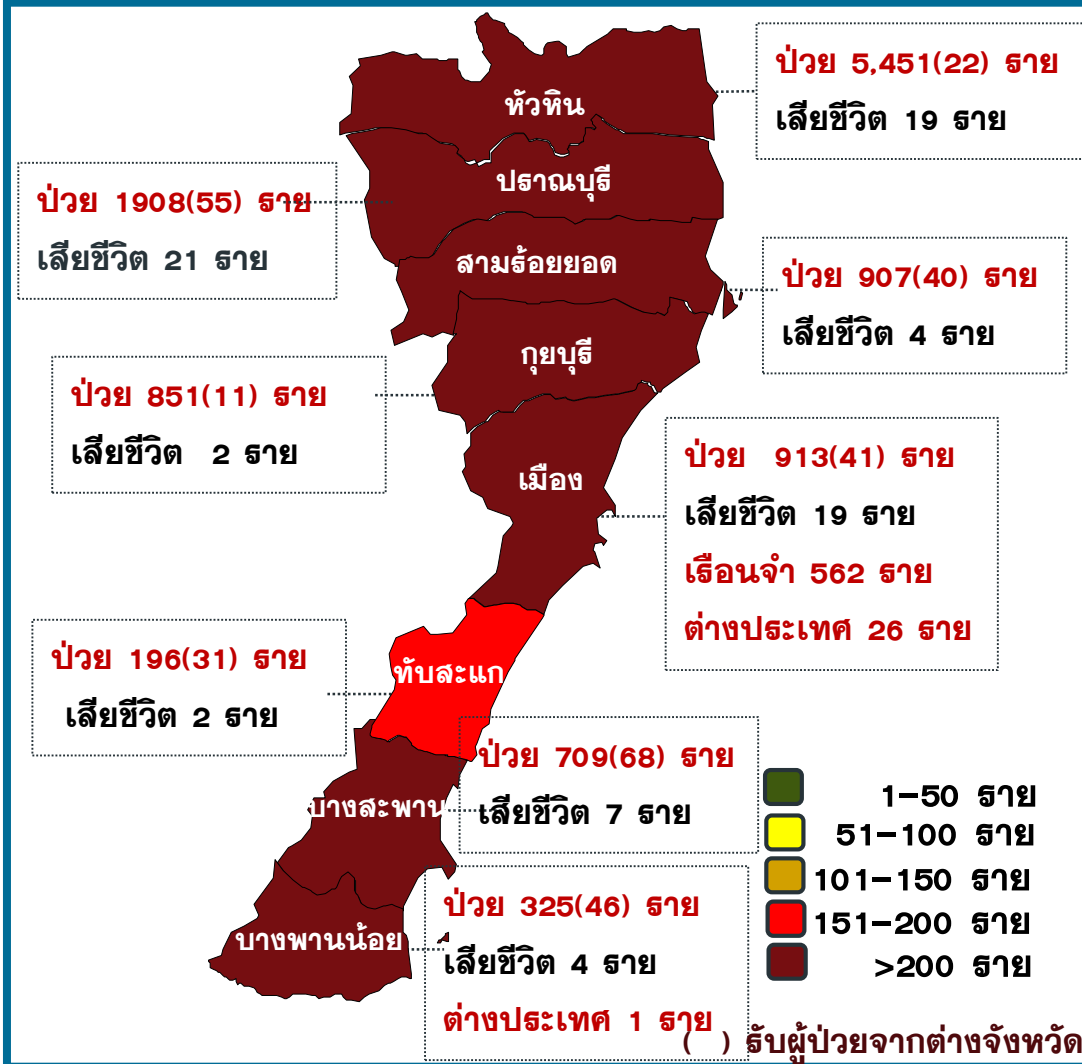 ป่วย 5,451(22) ราย
เสียชีวิต 19 ราย
หัวหิน
ปราณบุรี
ป่วย 1908(55) ราย
เสียชีวิต 21 ราย
สามร้อยยอด
ป่วย 907(40) ราย
เสียชีวิต 4 ราย
กุยบุรี
ป่วย 851(11) ราย
เสียชีวิต 2 ราย
เมือง
ป่วย 913(41) ราย
เสียชีวิต 19 ราย
เรือนจำ 562 ราย
ต่างประเทศ 26 ราย
ทับสะแก
ป่วย 196(31) ราย
เสียชีวิต 2 ราย
บางสะพาน
ป่วย 709(68) ราย
เสียชีวิต 7 ราย
บางพานน้อย
ป่วย 325(46) ราย
เสียชีวิต 4 ราย
ต่างประเทศ 1 ราย
1-50 ราย
51-100 ราย
101-150 ราย
151-200 ราย
>200 ราย
( ) รับผู้ป่วยจากต่างจังหวัด